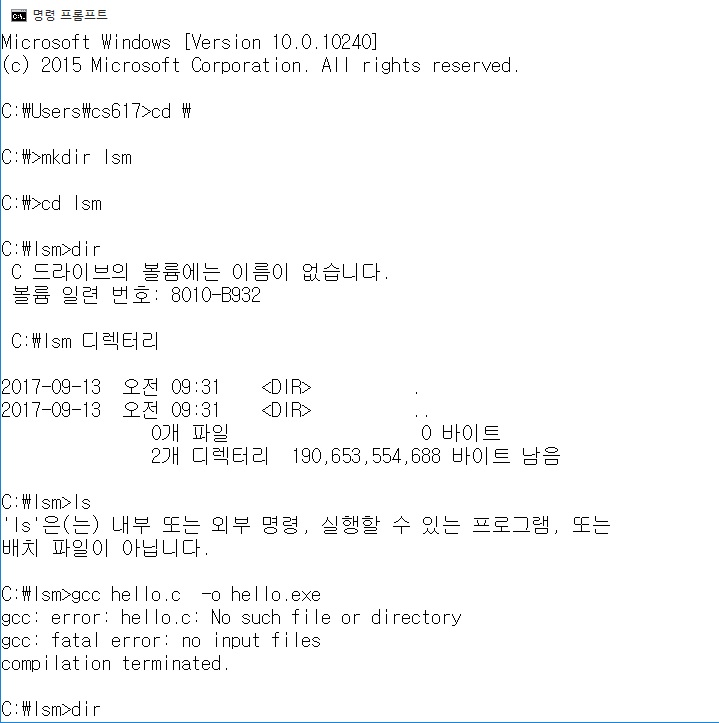 명령 프롬프트
Microsoft Windows [Version 10.0.10240]
(c) 2015 Microsoft Corporation. All rights reserved.
C:₩Users₩cs617>cd ₩
C:₩>mkdir lsm
C:₩>cd lsm
C:₩lsm>dir
C 드라이브의 볼륨에는 이름이 없습니다.
볼륨 일련 번호: 8010-B932
C:₩lsm 디렉터리
2017-09-13  오전 09:31    <DIR>          .
2017-09-13  오전 09:31    <DIR>          ..
0개 파일                   0 바이트
2개 디렉터리  190,653,554,688 바이트 남음
C:₩lsm>ls
'ls'은(는) 내부 또는 외부 명령, 실행할 수 있는 프로그램, 또는
배치 파일이 아닙니다.
C:₩lsm>gcc hello.c  -o hello.exe
gcc: error: hello.c: No such file or directory
gcc: fatal error: no input files
compilation terminated.
C:₩lsm>dir